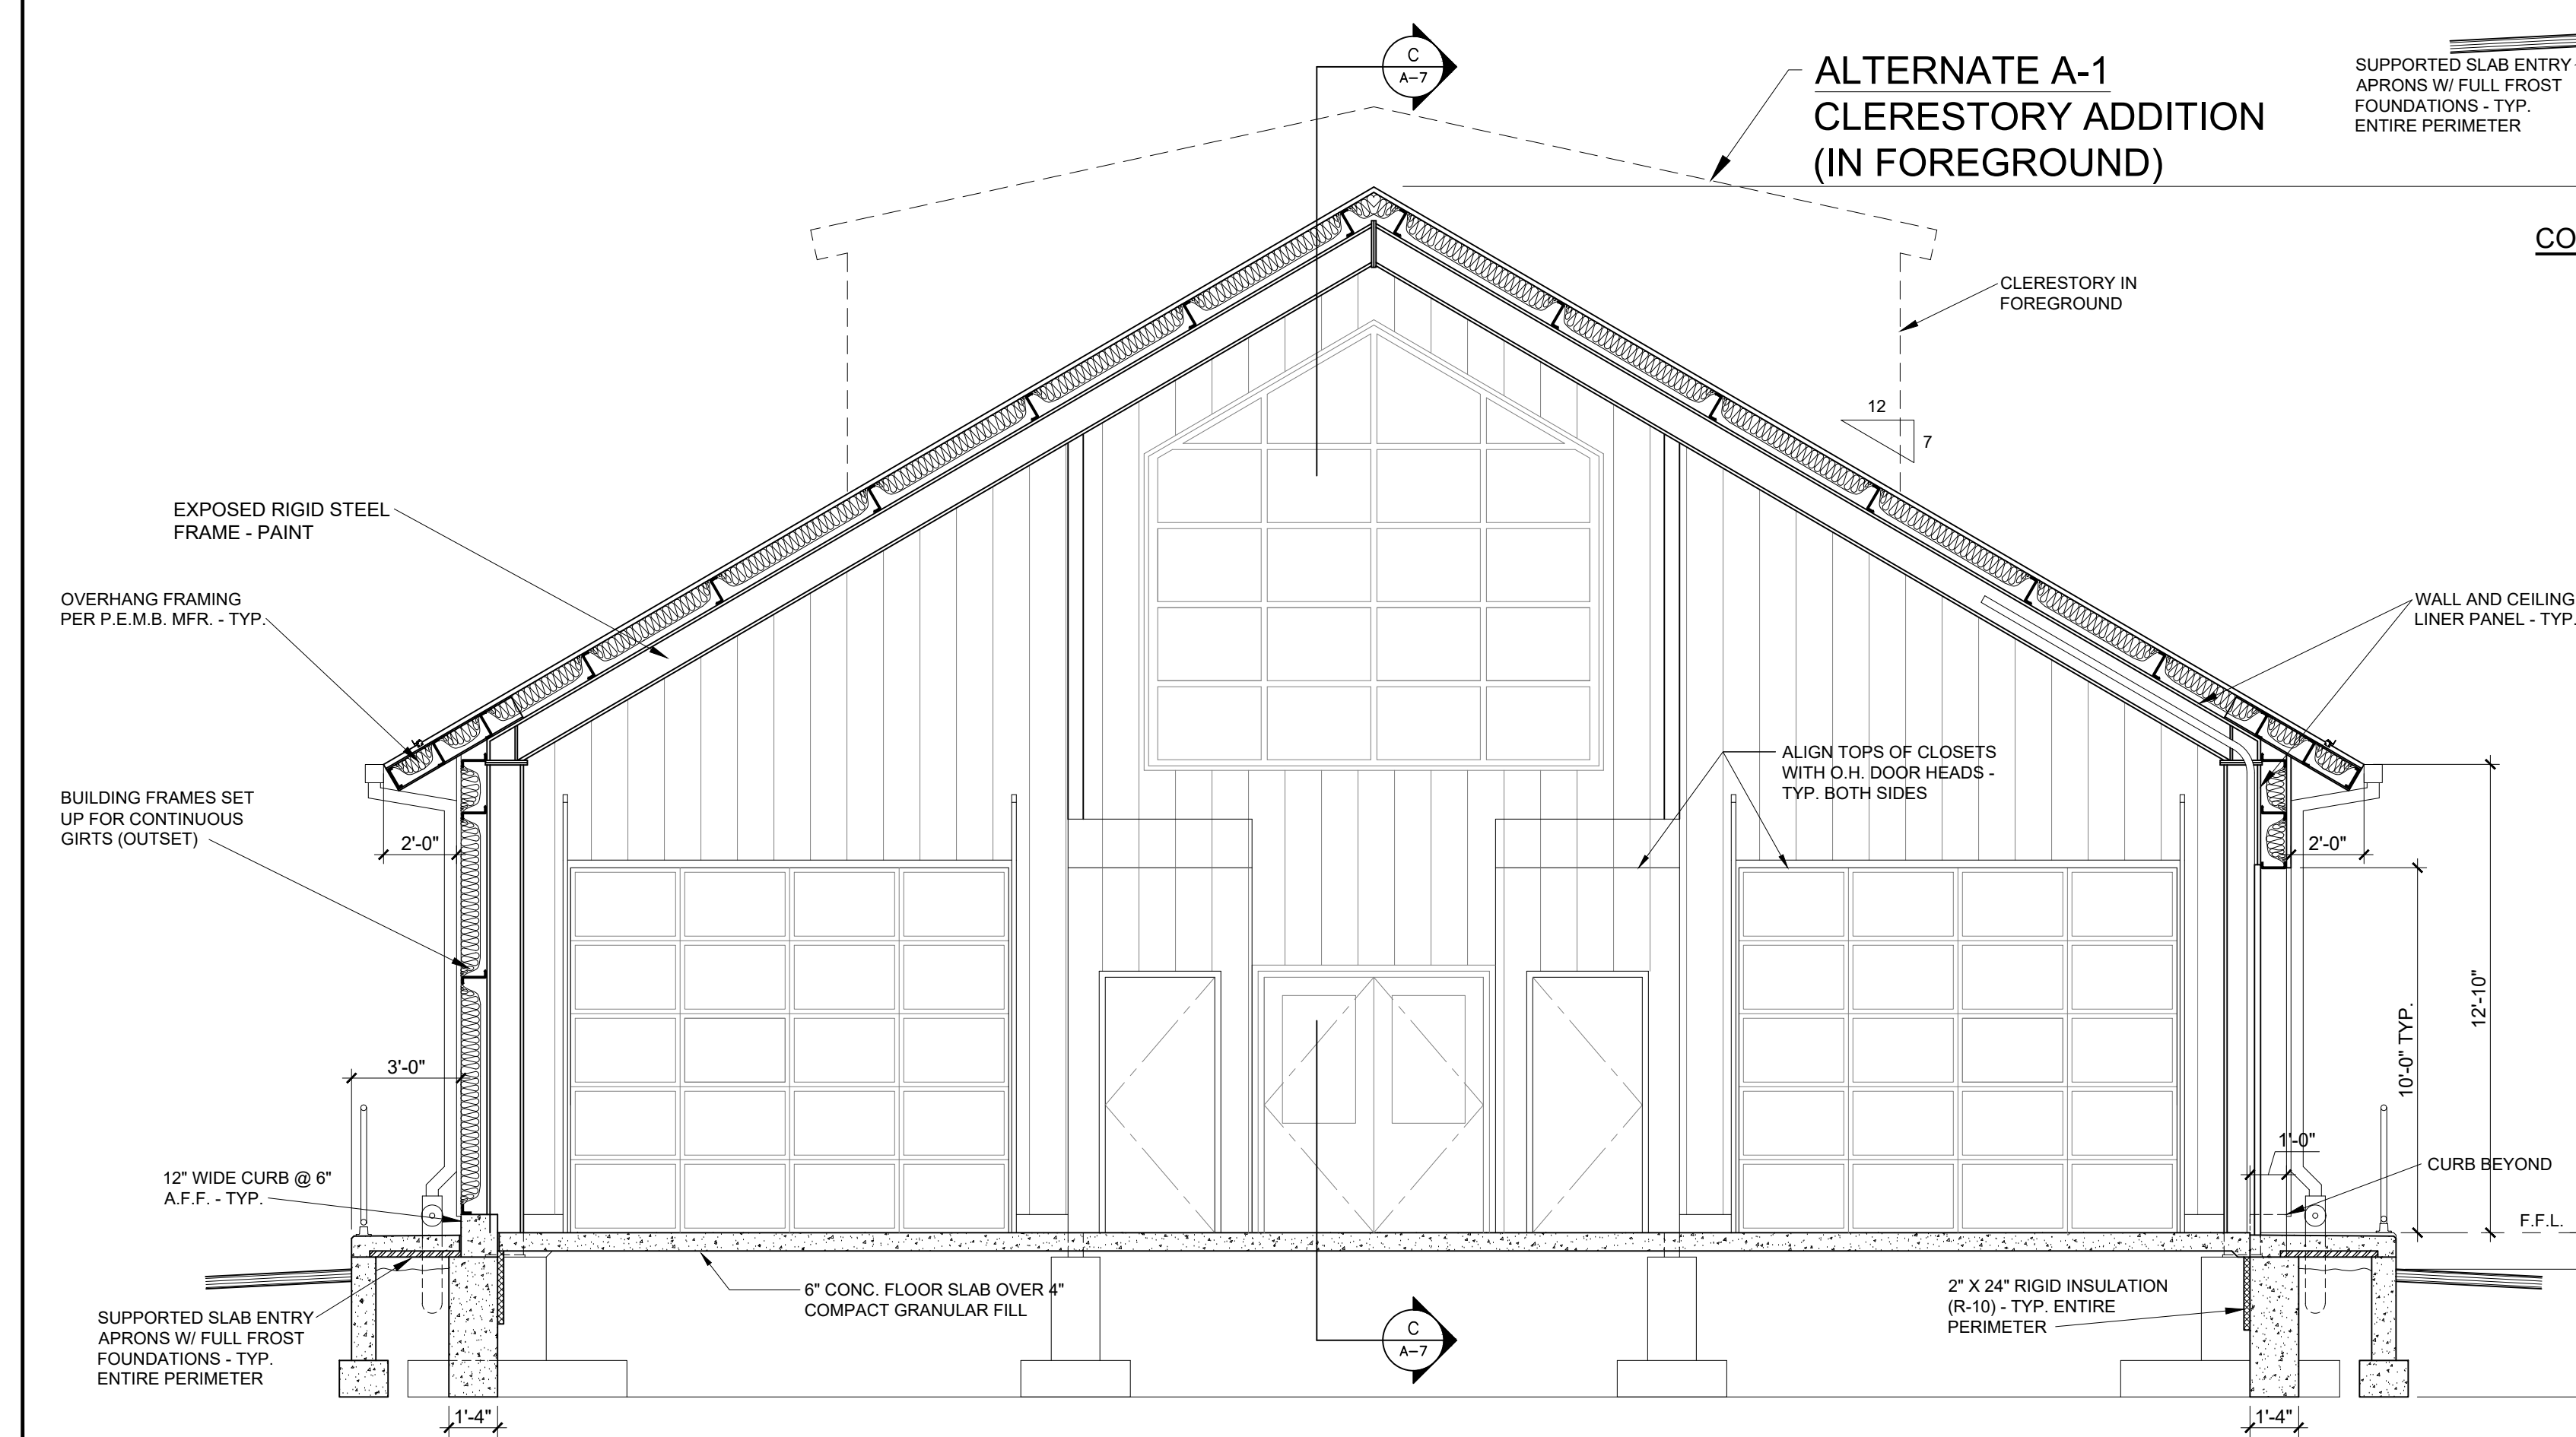 C
A-7
ALTERNATE A-1
CLERESTORY ADDITION
(IN FOREGROUND)
SUPPORTED SLAB ENTRY
APRONS W/ FULL FROST
FOUNDATIONS - TYP.
ENTIRE PERIMETER
CO
CLERESTORY IN
FOREGROUND
12
7
EXPOSED RIGID STEEL
FRAME - PAINT
OVERHANG FRAMING
PER P.E.M.B. MFR. - TYP.
WALL AND CEILING
LINER PANEL - TYP.
BUILDING FRAMES SET
UP FOR CONTINUOUS
GIRTS (OUTSET)
ALIGN TOPS OF CLOSETS
WITH O.H. DOOR HEADS -
TYP. BOTH SIDES
2'-0"
2'-0"
12'-10"
10'-0" TYP.
3'-0"
1'-0"
12" WIDE CURB @ 6"
A.F.F. - TYP.
CURB BEYOND
F.F.L.
6" CONC. FLOOR SLAB OVER 4"
COMPACT GRANULAR FILL
2" X 24" RIGID INSULATION
(R-10) - TYP. ENTIRE
PERIMETER
SUPPORTED SLAB ENTRY
APRONS W/ FULL FROST
FOUNDATIONS - TYP.
ENTIRE PERIMETER
C
A-7
1'-4"
1'-4"